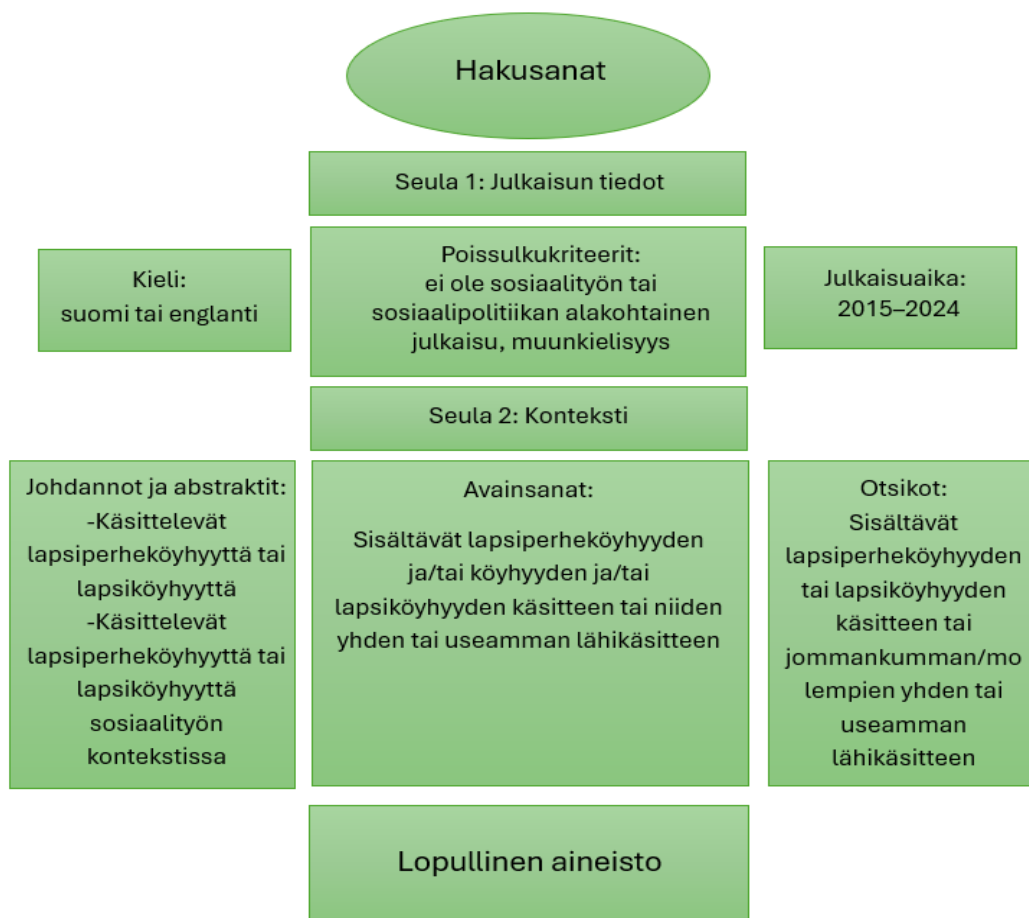 Hakusanat
Seula 1: Julkaisun tiedot
Kieli:
suomi tai englanti
Poissulkukriteerit:
ei ole sosiaalityön tai
sosiaalipolitiikan alakohtainen
julkaisu, muunkielisyys
Julkaisuaika:
2015–2024
Seula 2: Konteksti
Johdannot ja abstraktit:
-Käsittelevät
lapsiperheköyhyyttä tai
lapsiköyhyyttä
-Käsittelevät
lapsiperheköyhyyttä tai
lapsiköyhyyttä
sosiaalityön
kontekstissa
Avainsanat:
Sisältävät lapsiperheköyhyyden
ja/tai köyhyyden ja/tai
lapsiköyhyyden käsitteen tai niiden
yhden tai useamman lähikäsitteen
Otsikot:
Sisältävät
lapsiperheköyhyyden
tai lapsiköyhyyden
käsitteen tai
jommankumman/mo
lempien yhden tai
useamman
lähikäsitteen
Lopullinen aineisto